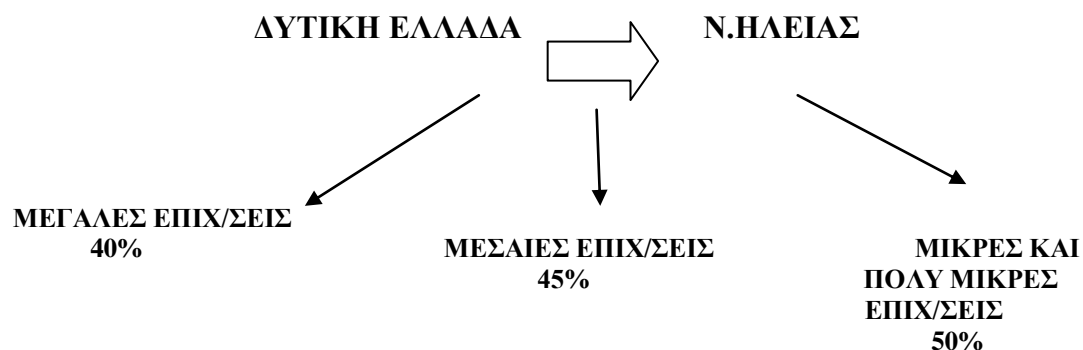 ΔΥΤΙΚΗ ΕΛΛΑΔΑ Ν.ΗΛΕΙΑΣ
ΜΕΓΑΛΕΣ ΕΠΙΧ/ΣΕΙΣ
40%
ΜΕΣΑΙΕΣ ΕΠΙΧ/ΣΕΙΣ
45%
ΜΙΚΡΕΣ ΚΑΙ
ΠΟΛΥ ΜΙΚΡΕΣ
ΕΠΙΧ/ΣΕΙΣ
50%